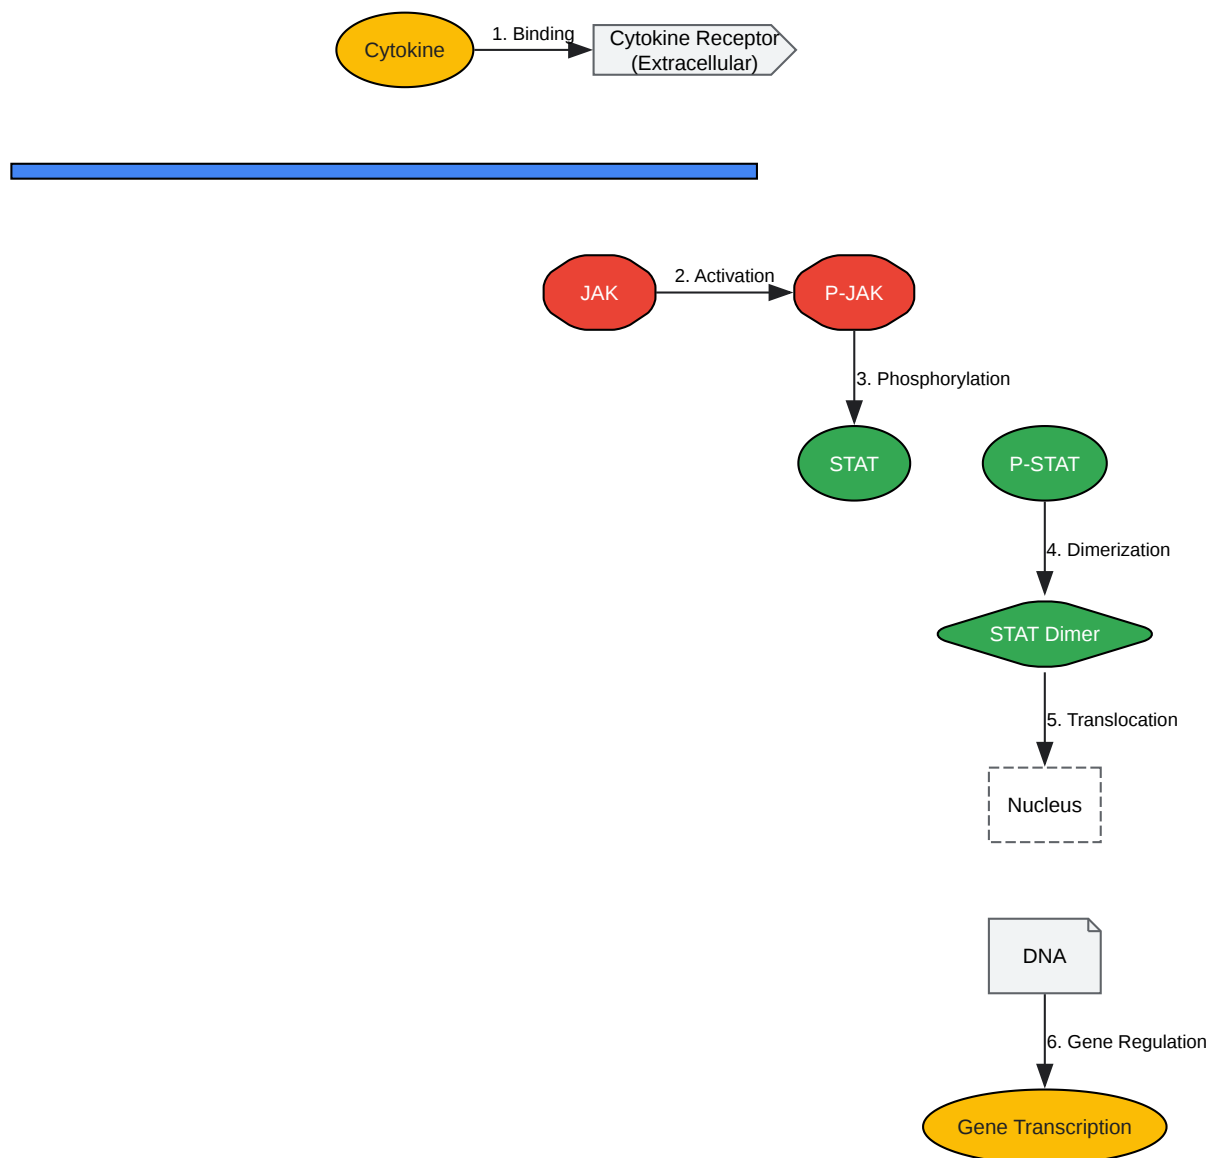 Cytokine
1. Binding
Cytokine Receptor
(Extracellular)
JAK
2. Activation
P-JAK
3. Phosphorylation
STAT
P-STAT
4. Dimerization
STAT Dimer
5. Translocation
Nucleus
DNA
6. Gene Regulation
Gene Transcription